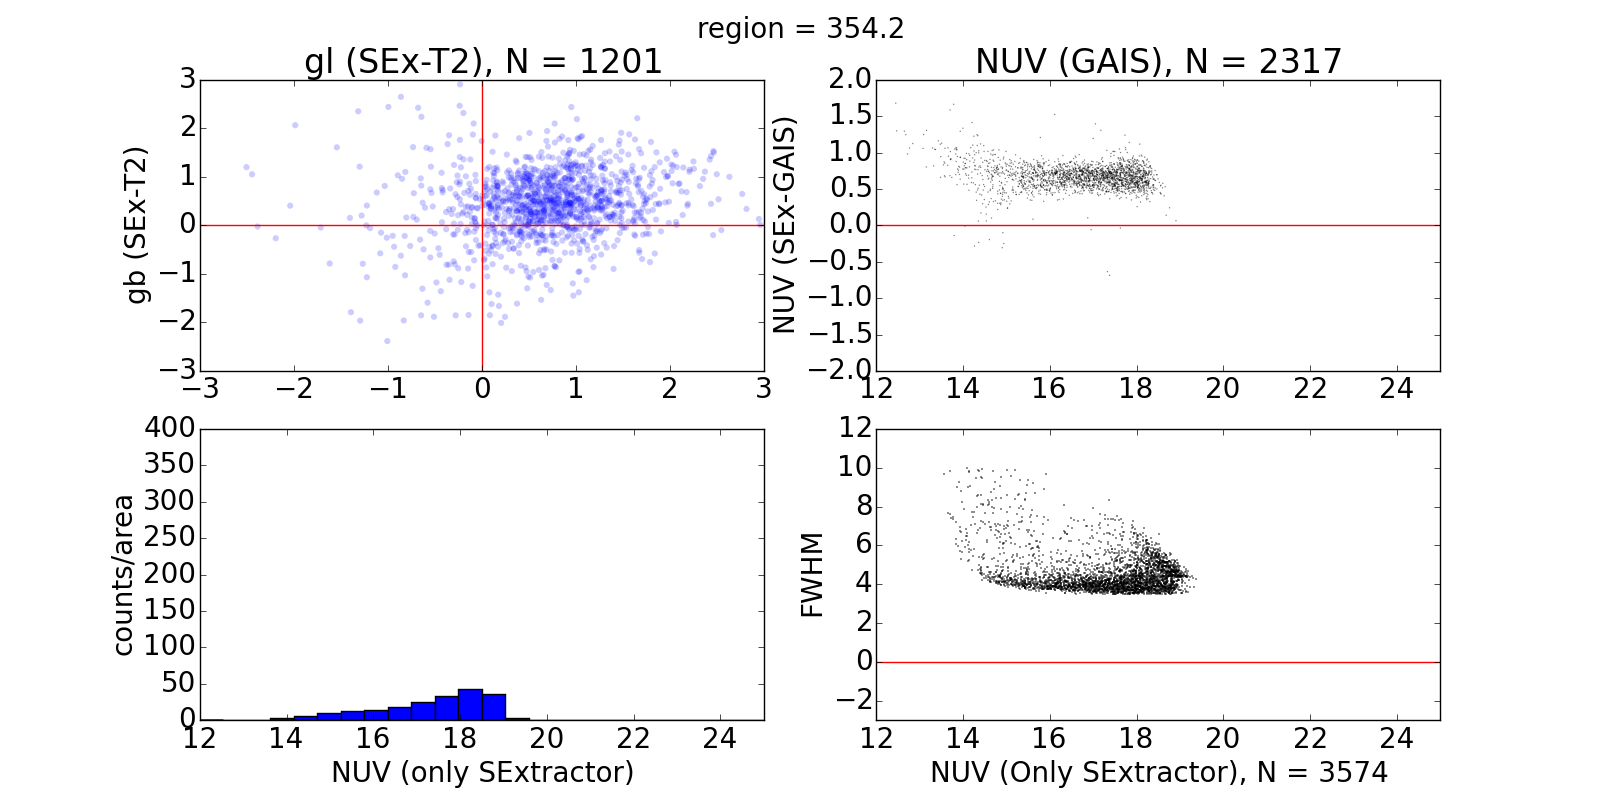 region = 354.2
gl (SEx-T2), N = 1201
3
2
1
0
−1
−2
−3
gb (SEx-T2)
−3 −2 −1 0 1 2 3
NUV (GAIS), N = 2317
2.0
1.5
1.0
0.5
0.0
−0.5
−1.0
−1.5
−2.0
NUV (SEx-GAIS)
12 14 16 18 20 22 24
400
350
300
250
200
150
100
50
0
counts/area
12 14 16 18 20 22 24
NUV (only SExtractor)
12
10
8
6
4
2
0
−2
FWHM
12 14 16 18 20 22 24
NUV (Only SExtractor), N = 3574